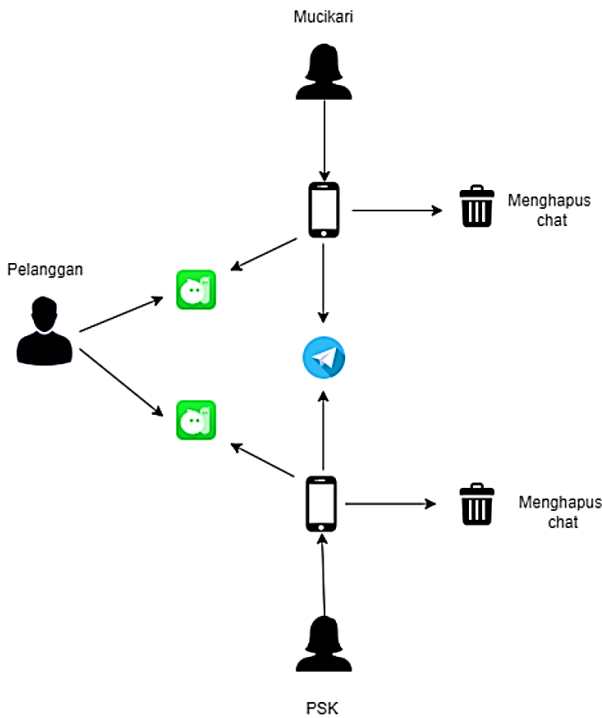 Mucikari
Menghapus
chat
Pelanggan
Menghapus
chat
PSK